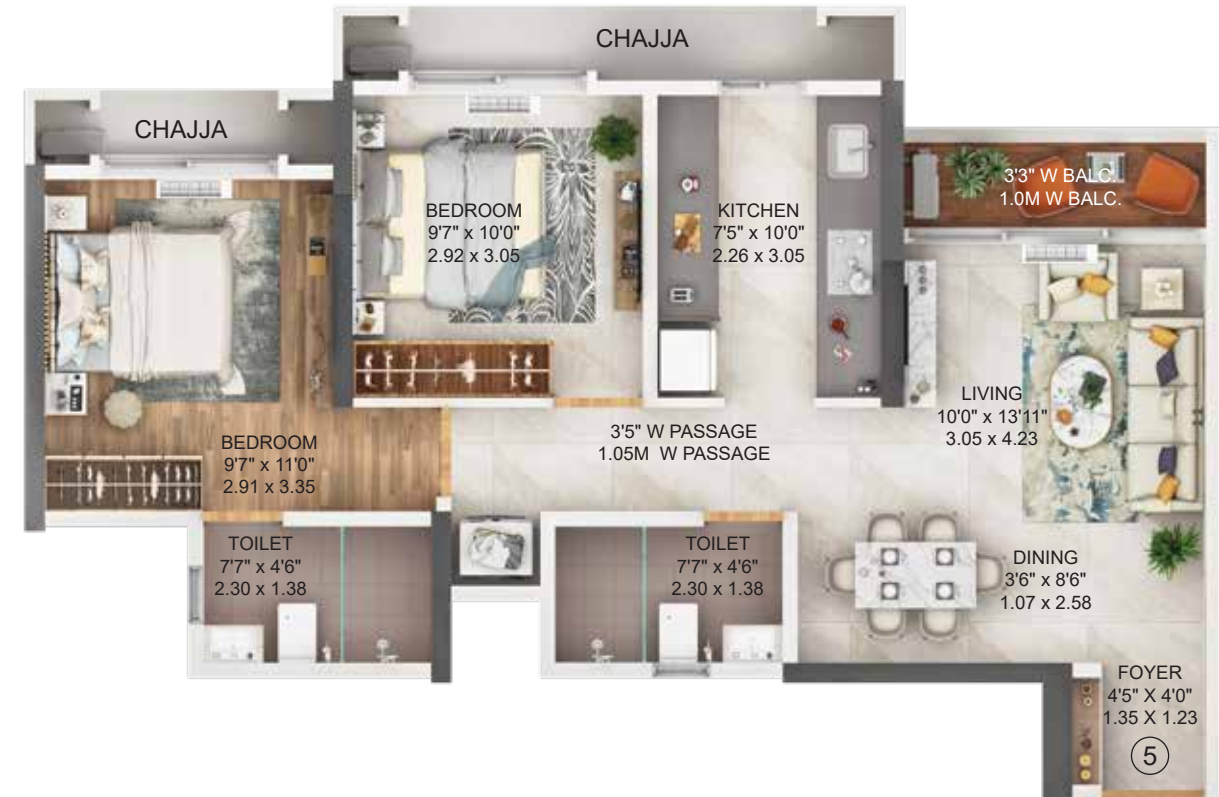 CHAJJA
CHAJJA
BEDROOM
9'7" x 10'0"
2.92 x 3.05
KITCHEN
7'5" x 10'0"
2.26 x 3.05
3'3" W BALC.
1.0M W BALC.
LIVING
10'0" x 13'11"
3.05 x 4.23
3'5" W PASSAGE
1.05M W PASSAGE
BEDROOM
9'7" x 11'0"
2.91 x 3.35
TOILET
7'7" x 4'6"
2.30 x 1.38
TOILET
7'7" x 4'6"
2.30 x 1.38
DINING
3'6" x 8'6"
1.07 x 2.58
FOYER
4'5" X 4'0"
1.35 X 1.23
5